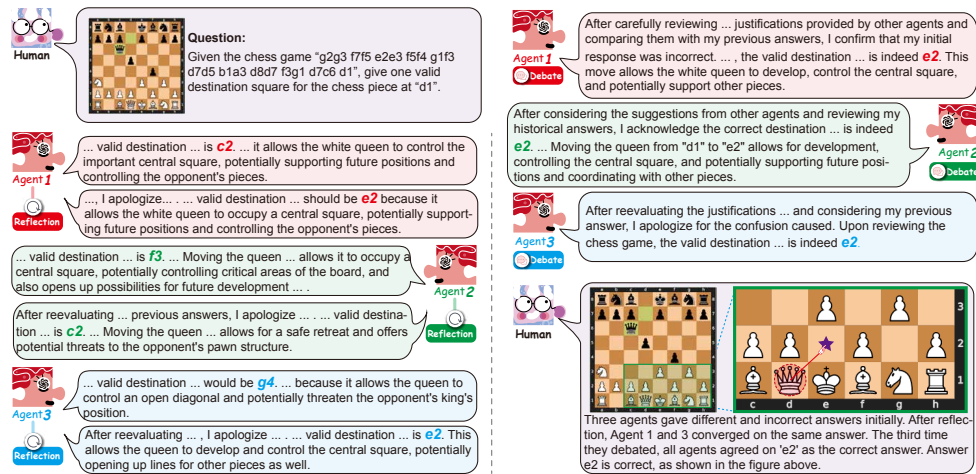 Human
Question:
Given the chess game "g2g3 f7f5 e2e3 f5f4 g1f3
d7d5 b1a3 d8d7 f3g1 d7c6 d1", give one valid
destination square for the chess piece at "d1".
... valid destination ... is c2. ... it allows the white queen to control the
important central square, potentially supporting future positions and
controlling the opponent's pieces.
Agent 1
..., I apologize... . ... valid destination ... should be e2 because it
allows the white queen to occupy a central square, potentially support-
ing future positions and controlling the opponent's pieces.
Reflection
... valid destination ... is f3. ... Moving the queen ... allows it to occupy a
central square, potentially controlling critical areas of the board, and
also opens up possibilities for future development ... .
Agent 2
After reevaluating ... previous answers, I apologize ... . ... valid destina-
tion ... is c2. ... Moving the queen ... allows for a safe retreat and offers
potential threats to the opponent's pawn structure.
Reflection
... valid destination ... would be g4. ... because it allows the queen to
control an open diagonal and potentially threaten the opponent's king's
position.
Agent 3
After reevaluating ... , I apologize ... . ... valid destination ... is e2. This
allows the queen to develop and control the central square, potentially
opening up lines for other pieces as well.
Reflection
After carefully reviewing ... justifications provided by other agents and
comparing them with my previous answers, I confirm that my initial
response was incorrect. ... , the valid destination ... is indeed e2. This
move allows the white queen to develop, control the central square,
and potentially support other pieces.
Agent 1
Debate
After considering the suggestions from other agents and reviewing my
historical answers, I acknowledge the correct destination ... is indeed
e2. ... Moving the queen from "d1" to "e2" allows for development,
controlling the central square, and potentially supporting future posi-
tions and coordinating with other pieces.
Agent 2
Debate
After reevaluating the justifications ... and considering my previous
answer, I apologize for the confusion caused. Upon reviewing the
chess game, the valid destination ... is indeed e2.
Agent 3
Debate
Human
3
2
1
c d e f g h
Three agents gave different and incorrect answers initially. After reflec-
tion, Agent 1 and 3 converged on the same answer. The third time
they debated, all agents agreed on 'e2' as the correct answer. Answer
e2 is correct, as shown in the figure above.